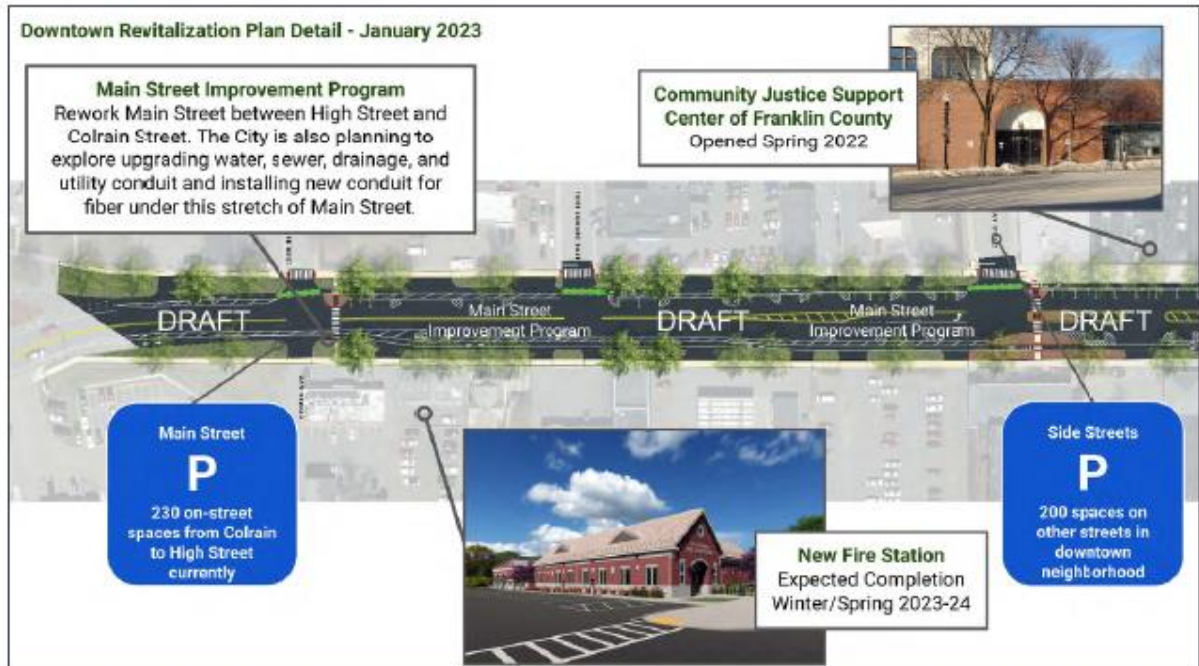 Downtown Revitalization Plan Detail - January 2023
Main Street Improvement Program
Rework Main Street between High Street and
Colrain Street. The City is also planning to
explore upgrading water, sewer, drainage, and
utility conduit and installing new conduit for
fiber under this stretch of Main Street.
Community Justice Support
Center of Franklin County
Opened Spring 2022
DRAFT
Main Street
Improvement Program
DRAFT
Main Street
Improvement Program
DRAFT
Main Street
P
230 on-street
spaces from Colrain
to High Street
currently
New Fire Station
Expected Completion
Winter/Spring 2023-24
Side Streets
P
200 spaces on
other streets in
downtown
neighborhood